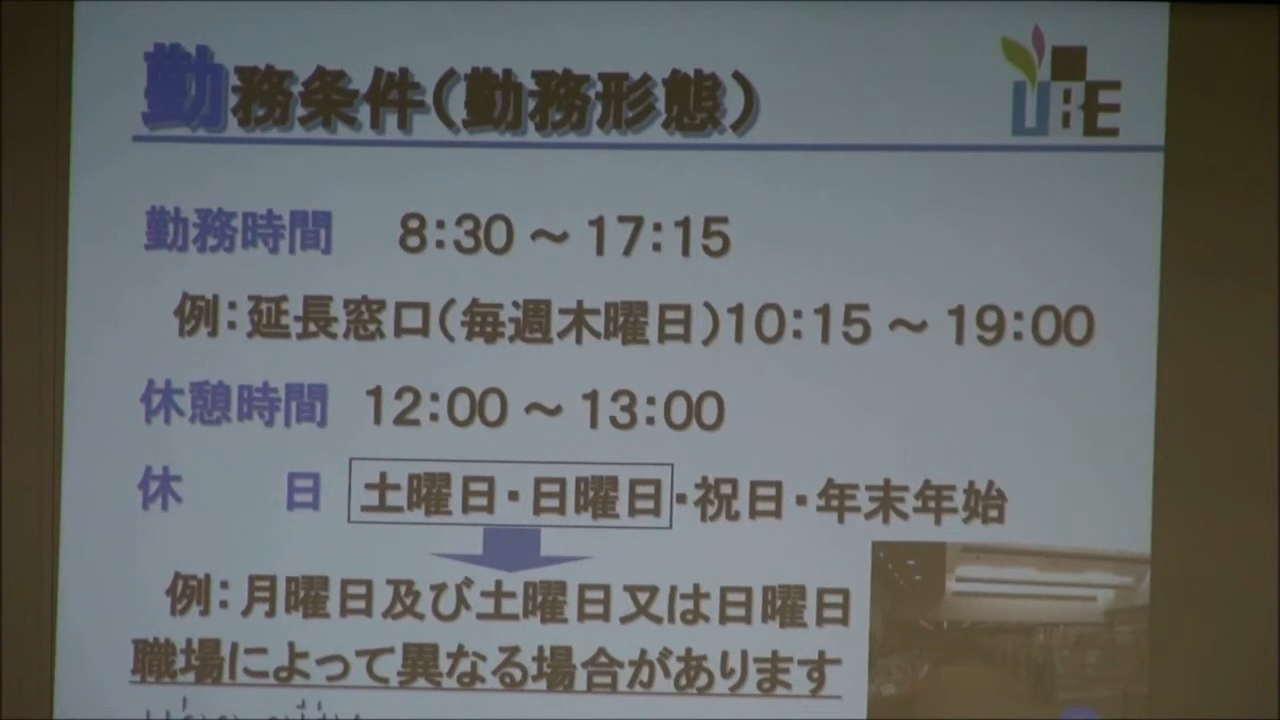 勤務条件(勤務形態)
UBE
勤務時間 8:30 ～ 17:15
例:延長窓口(毎週木曜日)10:15 ～ 19:00
休憩時間 12:00 ～ 13:00
休 日 土曜日・日曜日・祝日・年末年始
例:月曜日及び土曜日又は日曜日
職場によって異なる場合があります